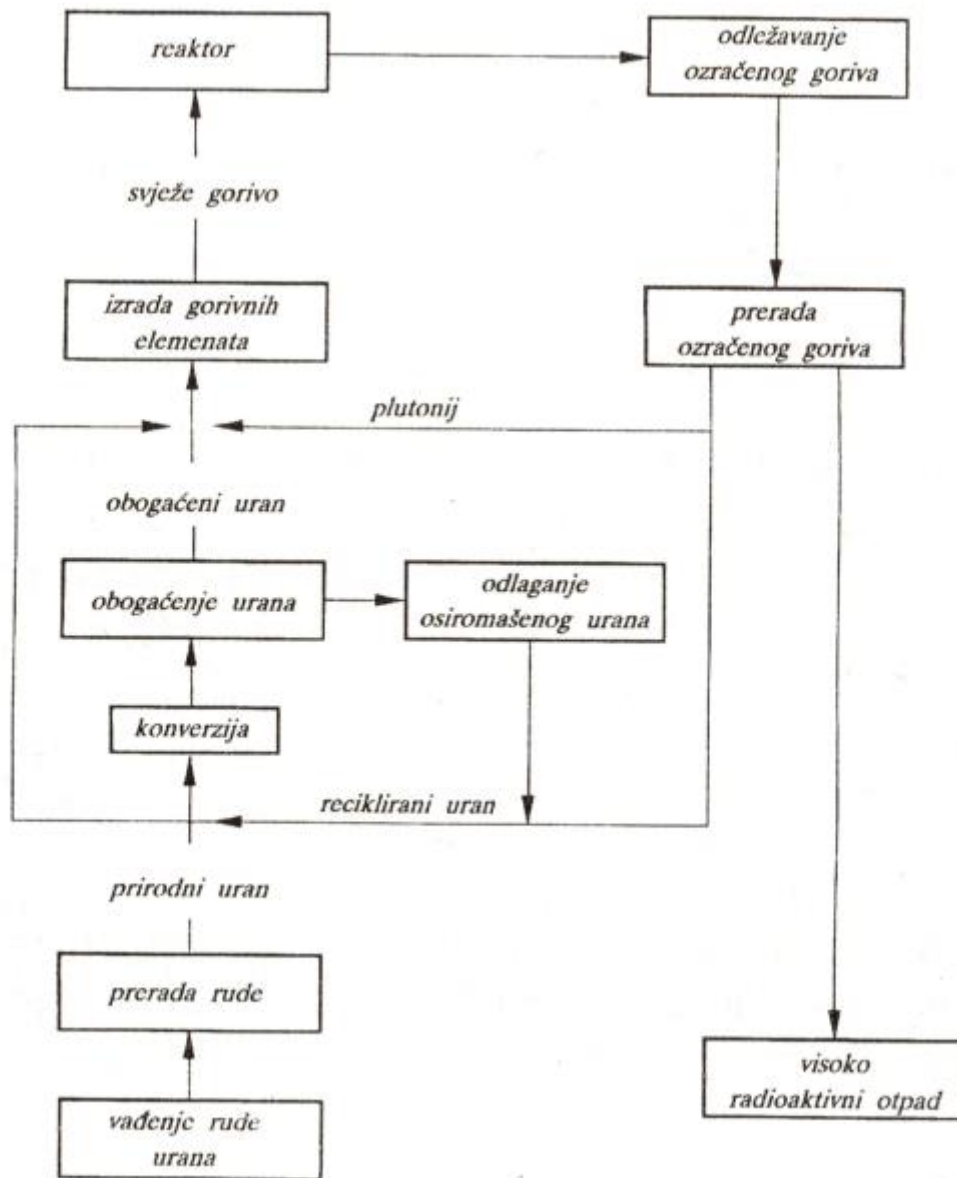 reaktor
odležavanje
ozračenog goriva
svježe gorivo
izrada gorivnih
elemenata
prerada
ozračenog goriva
plutonij
obogaćeni uran
obogaćenje urana
odlaganje
osiromašenog urana
konverzija
reciklirani uran
prirodni uran
prerada rude
visoko
radioaktivni otpad
vađenje rude
urana